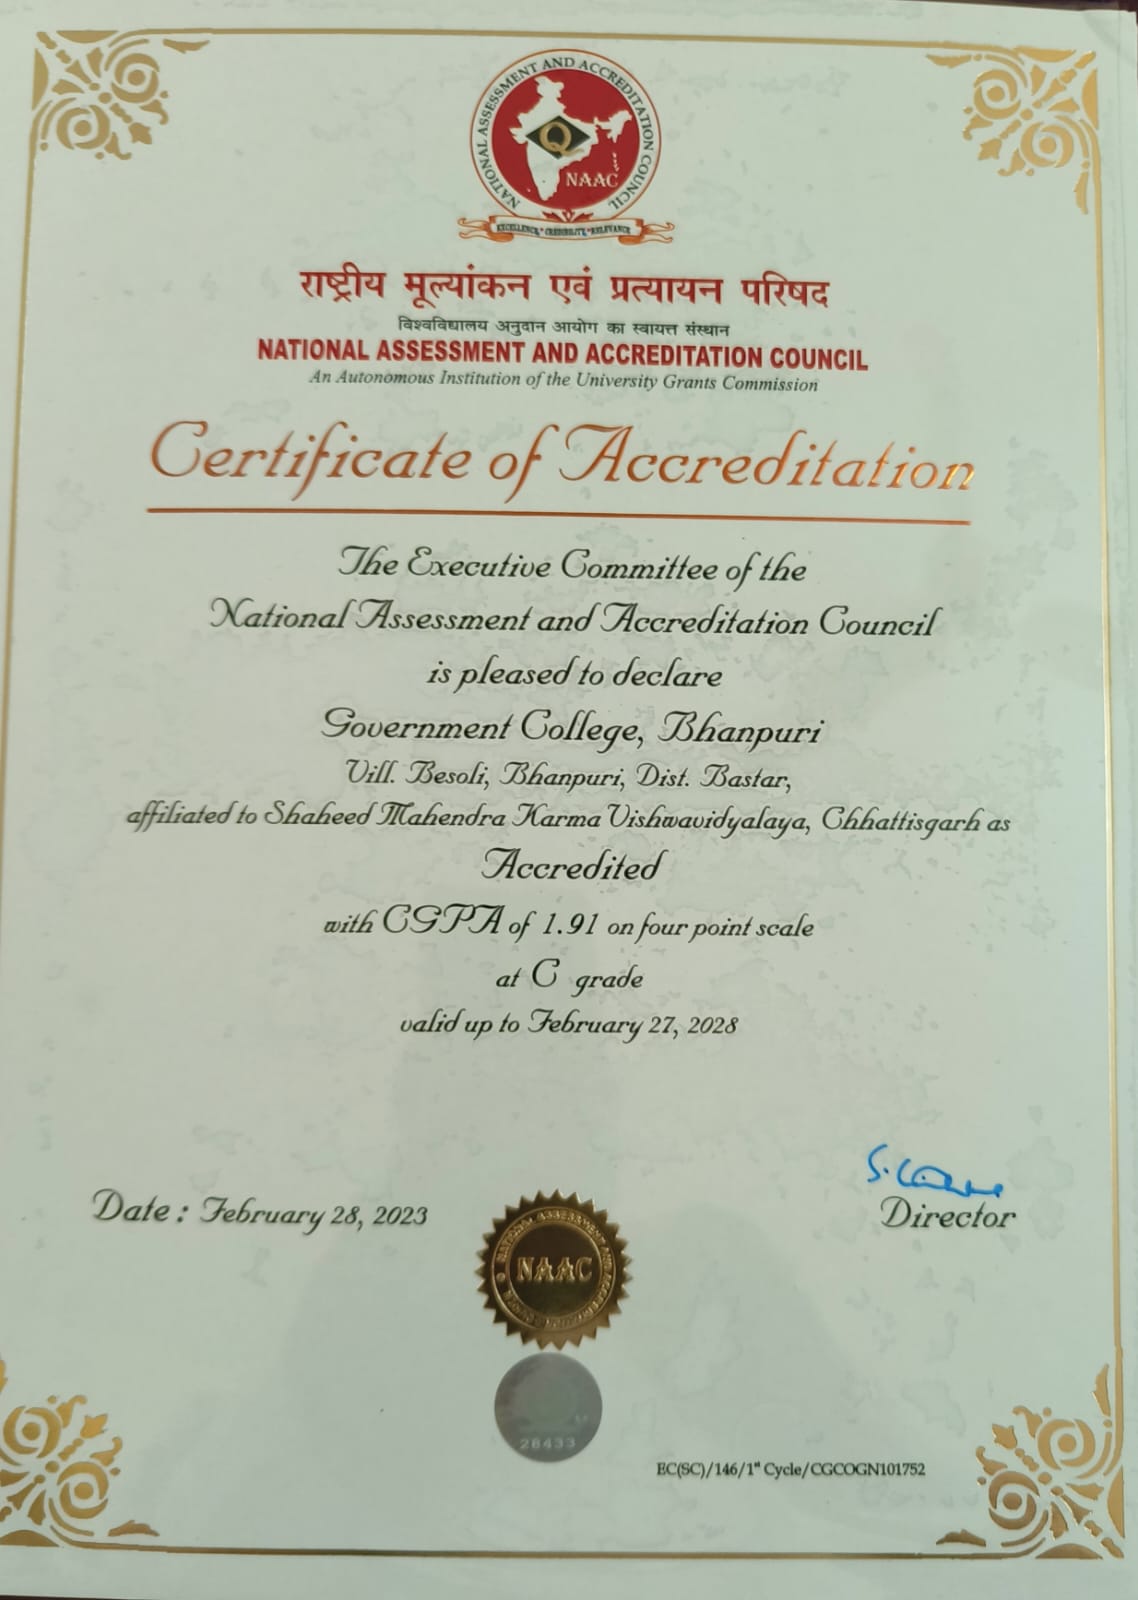 NATIONAL ASSESSMENT AND ACCREDITATION COUNCIL
Q
NAAC
EXCELLENCE * CREDIBILITY * RELEVANCE
राष्ट्रीय मूल्यांकन एवं प्रत्यायन परिषद
विश्वविद्यालय अनुदान आयोग का स्वायत्त संस्थान
NATIONAL ASSESSMENT AND ACCREDITATION COUNCIL
An Autonomous Institution of the University Grants Commission
Certificate of Accreditation
The Executive Committee of the
National Assessment and Accreditation Council
is pleased to declare
Government College, Bhanpuri
Vill. Besoli, Bhanpuri, Dist. Bastar,
affiliated to Shaheed Mahendra Karma Vishwavidyalaya, Chhattisgarh as
Accredited
with CGPA of 1.91 on four point scale
at C grade
valid up to February 27, 2028
Date : February 28, 2023
Director
NAAC
28433
EC(SC)/146/1st Cycle/CGCOGN101752